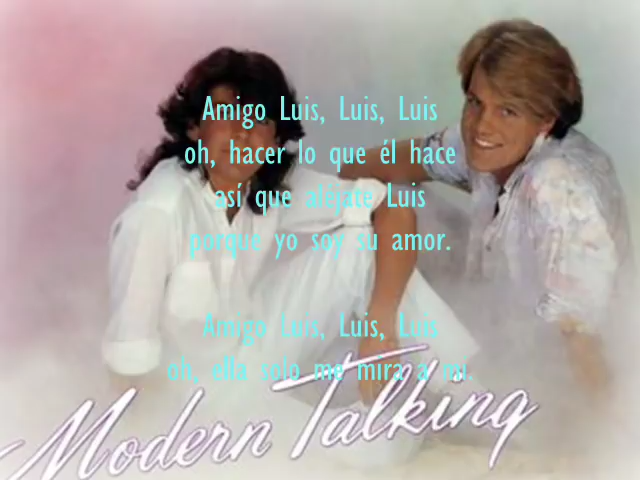 Amigo Luis, Luis, Luis
oh, hacer lo que él hace
así que aléjate Luis
porque yo soy su amor.
Amigo Luis, Luis, Luis
oh, ella solo me mira a mi.
Modern Talking